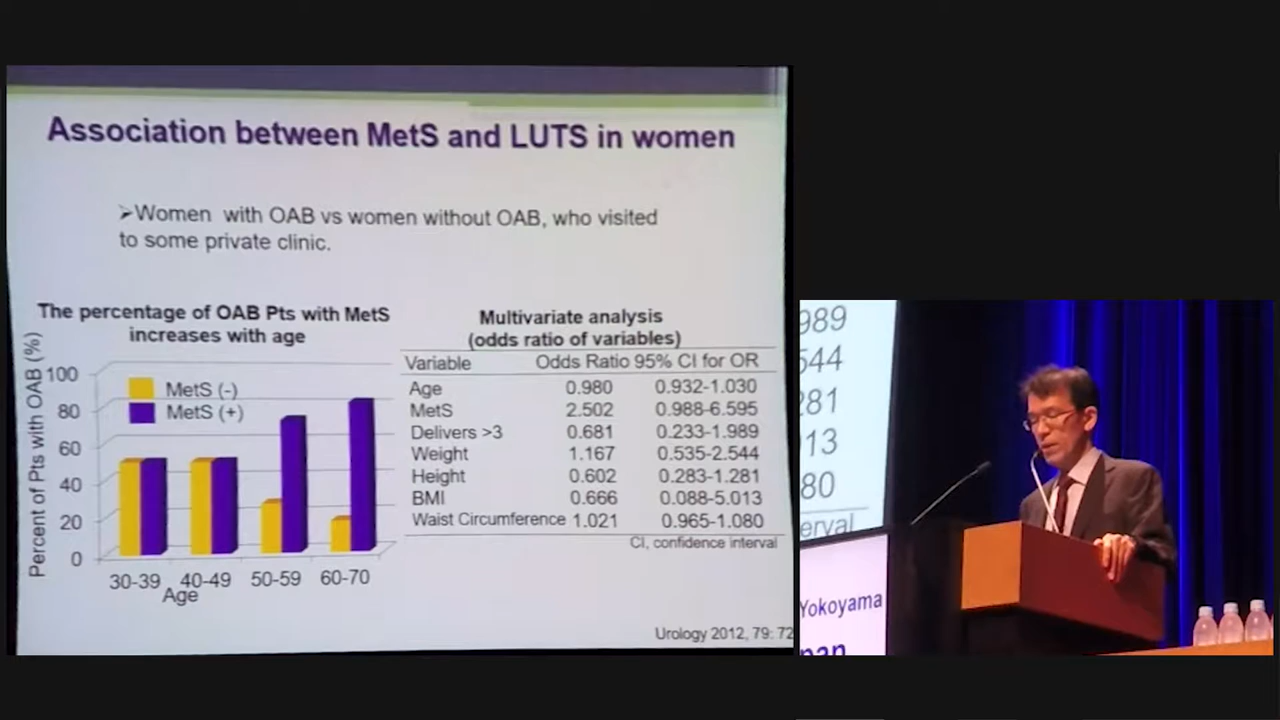 Association between MetS and LUTS in women
➢Women with OAB vs women without OAB, who visited
to some private clinic.
The percentage of OAB Pts with MetS
increases with age
Percent of Pts with OAB (%)
100
80
60
40
20
0
MetS (-)
MetS (+)
30-39 40-49 50-59 60-70
Age
Multivariate analysis
(odds ratio of variables)
Variable Odds Ratio 95% CI for OR
Age 0.980 0.932-1.030
MetS 2.502 0.988-6.595
Delivers >3 0.681 0.233-1.989
Weight 1.167 0.535-2.544
Height 0.602 0.283-1.281
BMI 0.666 0.088-5.013
Waist Circumference 1.021 0.965-1.080
CI, confidence interval
Urology 2012, 79: 72
989
544
281
13
80
erval
Yokoyama
pan